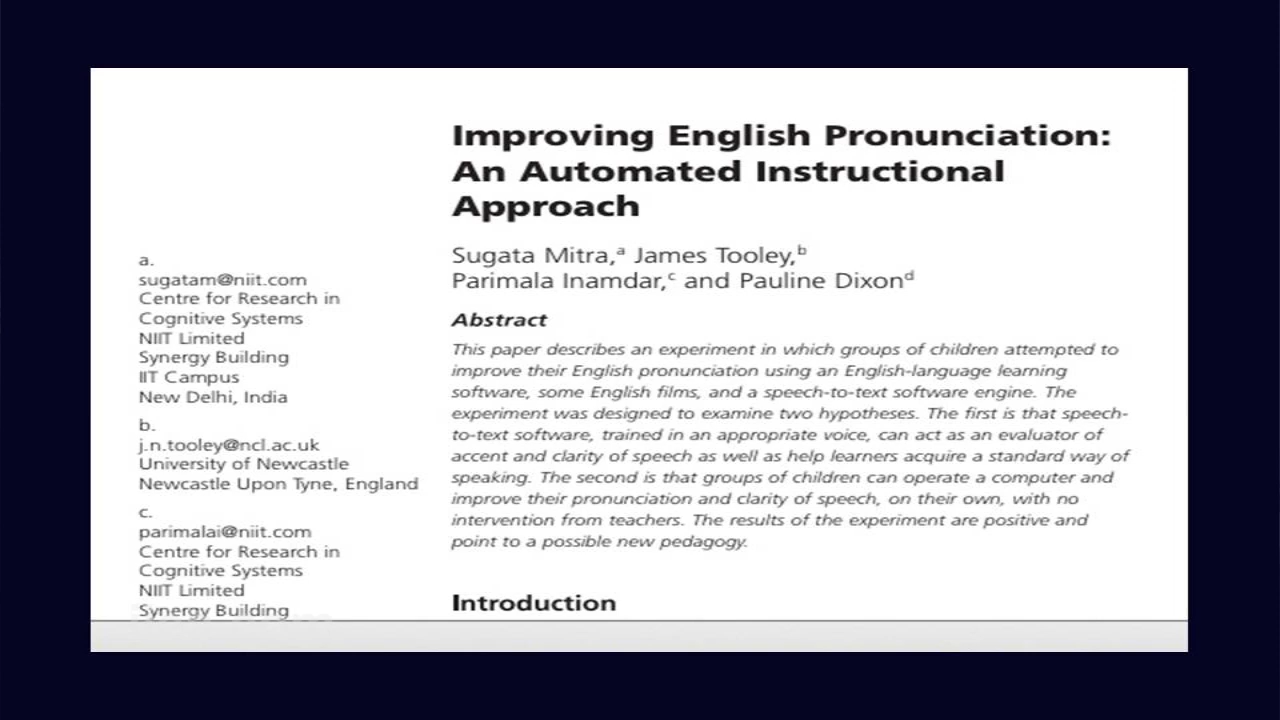 Improving English Pronunciation:
An Automated Instructional
Approach
Sugata Mitra,ᵃ James Tooley,ᵇ
Parimala Inamdar,ᶜ and Pauline Dixonᵈ
Abstract
This paper describes an experiment in which groups of children attempted to
improve their English pronunciation using an English-language learning
software, some English films, and a speech-to-text software engine. The
experiment was designed to examine two hypotheses. The first is that speech-
to-text software, trained in an appropriate voice, can act as an evaluator of
accent and clarity of speech as well as help learners acquire a standard way of
speaking. The second is that groups of children can operate a computer and
improve their pronunciation and clarity of speech, on their own, with no
intervention from teachers. The results of the experiment are positive and
point to a possible new pedagogy.
Introduction
a.
sugatam@niit.com
Centre for Research in
Cognitive Systems
NIIT Limited
Synergy Building
IIT Campus
New Delhi, India
b.
j.n.tooley@ncl.ac.uk
University of Newcastle
Newcastle Upon Tyne, England
c.
parimalai@niit.com
Centre for Research in
Cognitive Systems
NIIT Limited
Synergy Building